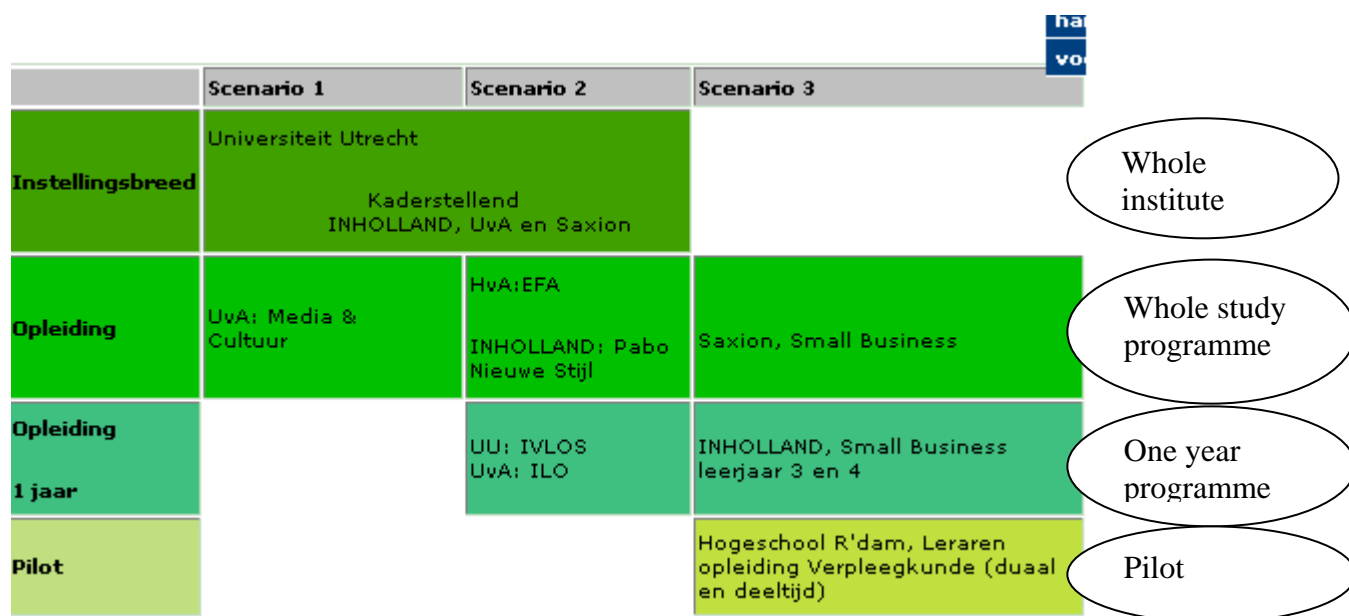 Scenario 1 Scenario 2 Scenario 3
Instellingsbreed
Universiteit Utrecht
Kaderstellend
INHOLLAND, UvA en Saxion
Whole
institute
Opleiding
UvA: Media &
Cultuur
HvA:EFA
INHOLLAND: Pabo
Nieuwe Stijl
Saxion, Small Business
Whole study
programme
Opleiding
1 jaar
UU: IVLOS
UvA: ILO
INHOLLAND, Small Business
leerjaar 3 en 4
One year
programme
Pilot
Hogeschool R'dam, Leraren
opleiding Verpleegkunde (duaal
en deeltijd)
Pilot